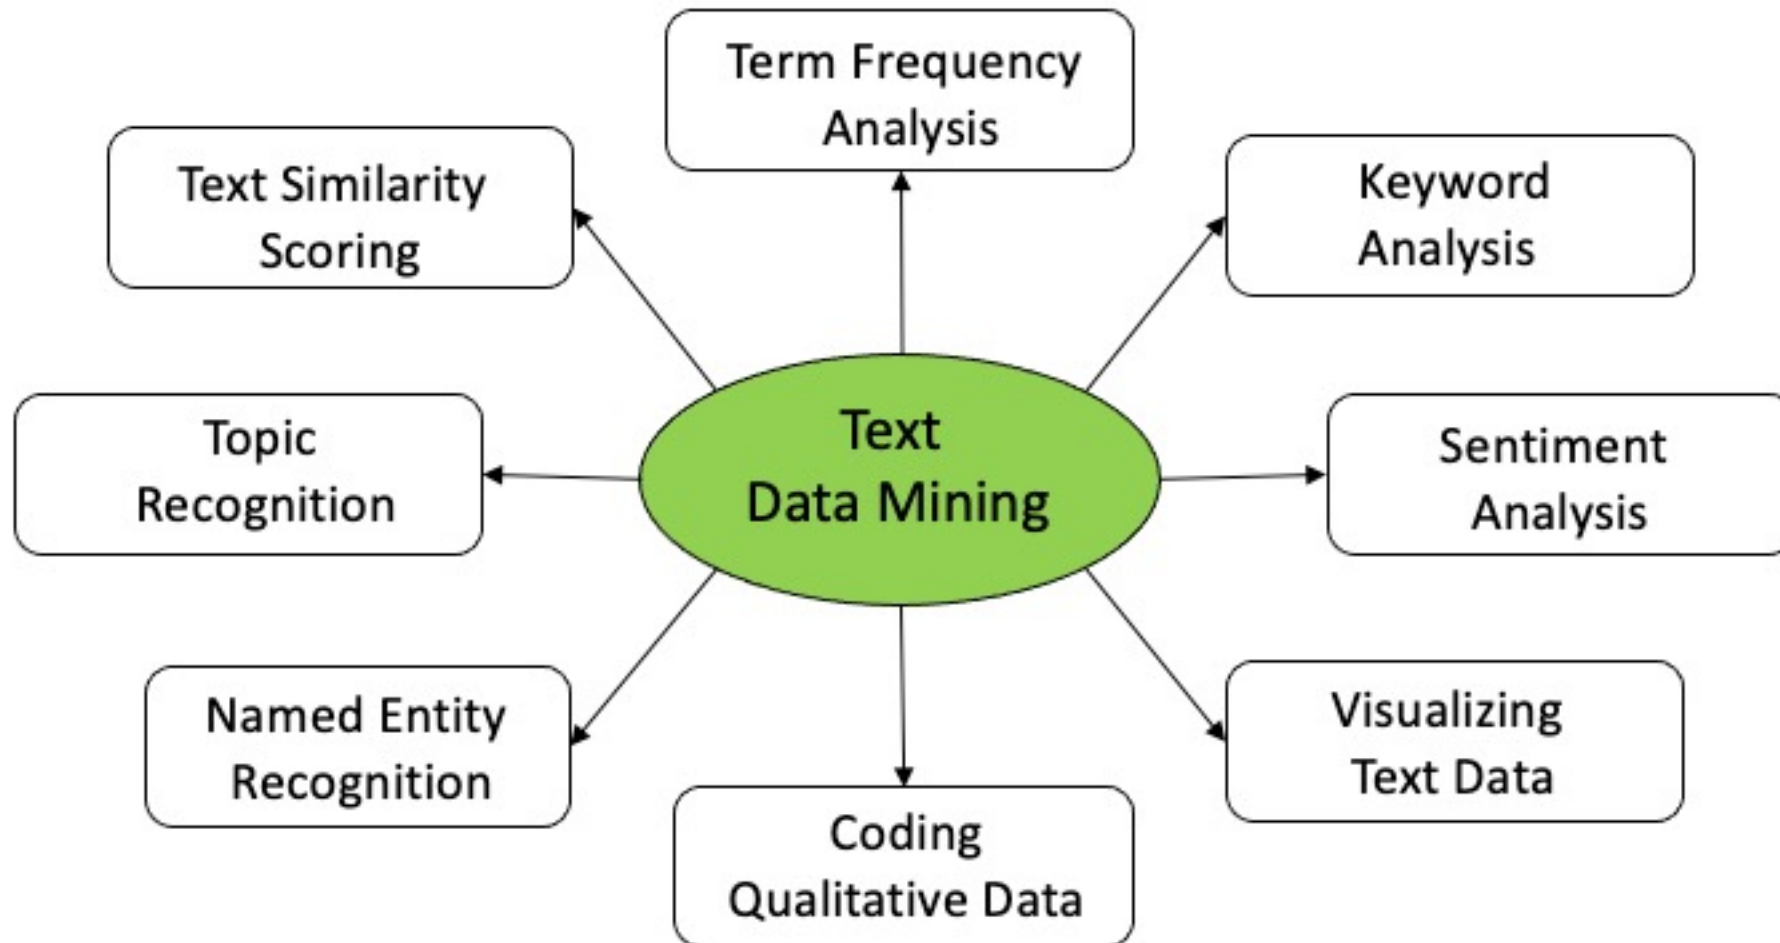 Term Frequency
Analysis
Text Similarity
Scoring
Keyword
Analysis
Topic
Recognition
Text
Data Mining
Sentiment
Analysis
Named Entity
Recognition
Visualizing
Text Data
Coding
Qualitative Data